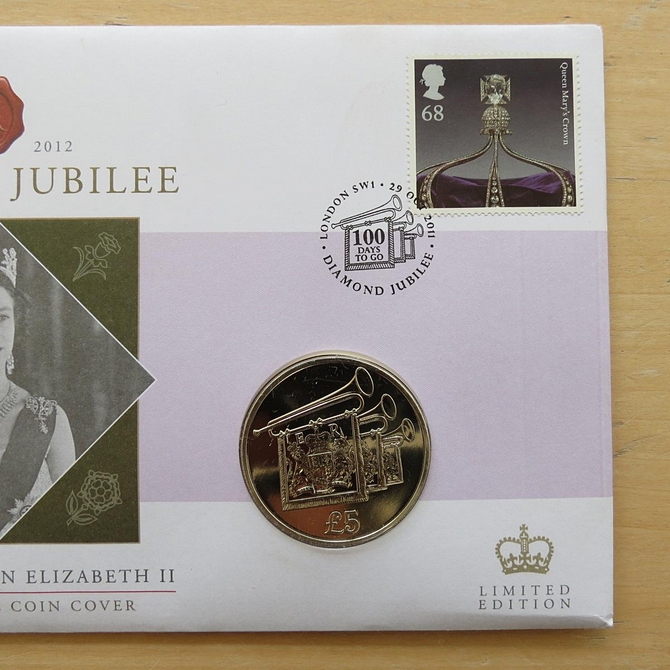 2012
JUBILEE
68
Queen Mary's Crown
LONDON SW1 • 29 OCT 2011
100
DAYS
TO GO
• DIAMOND JUBILEE •
£5
N ELIZABETH II
COIN COVER
LIMITED
EDITION